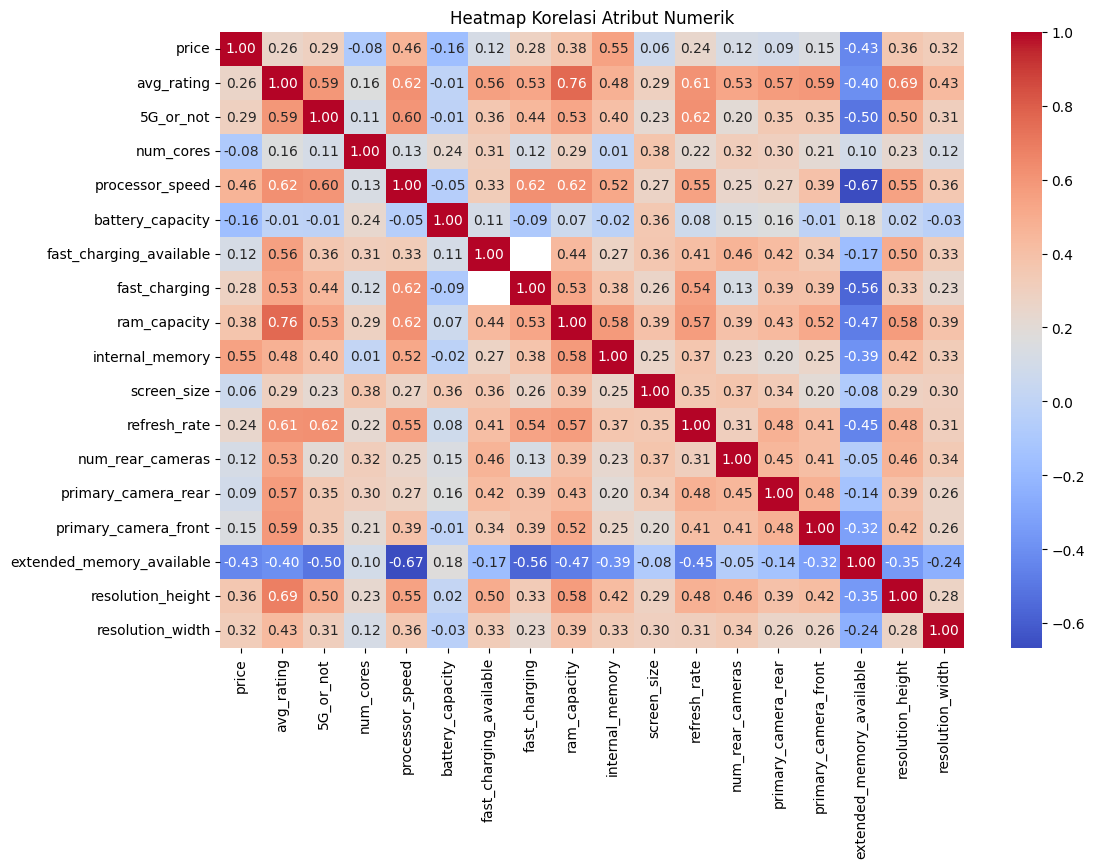 Heatmap Korelasi Atribut Numerik
price 1.00 0.26 0.29 -0.08 0.46 -0.16 0.12 0.28 0.38 0.55 0.06 0.24 0.12 0.09 0.15 -0.43 0.36 0.32
avg_rating 0.26 1.00 0.59 0.16 0.62 -0.01 0.56 0.53 0.76 0.48 0.29 0.61 0.53 0.57 0.59 -0.40 0.69 0.43
5G_or_not 0.29 0.59 1.00 0.11 0.60 -0.01 0.36 0.44 0.53 0.40 0.23 0.62 0.20 0.35 0.35 -0.50 0.50 0.31
num_cores -0.08 0.16 0.11 1.00 0.13 0.24 0.31 0.12 0.29 0.01 0.38 0.22 0.32 0.30 0.21 0.10 0.23 0.12
processor_speed 0.46 0.62 0.60 0.13 1.00 -0.05 0.33 0.62 0.62 0.52 0.27 0.55 0.25 0.27 0.39 -0.67 0.55 0.36
battery_capacity -0.16 -0.01 -0.01 0.24 -0.05 1.00 0.11 -0.09 0.07 -0.02 0.36 0.08 0.15 0.16 -0.01 0.18 0.02 -0.03
fast_charging_available 0.12 0.56 0.36 0.31 0.33 0.11 1.00 0.44 0.27 0.36 0.41 0.46 0.42 0.34 -0.17 0.50 0.33
fast_charging 0.28 0.53 0.44 0.12 0.62 -0.09 1.00 0.53 0.38 0.26 0.54 0.13 0.39 0.39 -0.56 0.33 0.23
ram_capacity 0.38 0.76 0.53 0.29 0.62 0.07 0.44 0.53 1.00 0.58 0.39 0.57 0.39 0.43 0.52 -0.47 0.58 0.39
internal_memory 0.55 0.48 0.40 0.01 0.52 -0.02 0.27 0.38 0.58 1.00 0.25 0.37 0.23 0.20 0.25 -0.39 0.42 0.33
screen_size 0.06 0.29 0.23 0.38 0.27 0.36 0.36 0.26 0.39 0.25 1.00 0.35 0.37 0.34 0.20 -0.08 0.29 0.30
refresh_rate 0.24 0.61 0.62 0.22 0.55 0.08 0.41 0.54 0.57 0.37 0.35 1.00 0.31 0.48 0.41 -0.45 0.48 0.31
num_rear_cameras 0.12 0.53 0.20 0.32 0.25 0.15 0.46 0.13 0.39 0.23 0.37 0.31 1.00 0.45 0.41 -0.05 0.46 0.34
primary_camera_rear 0.09 0.57 0.35 0.30 0.27 0.16 0.42 0.39 0.43 0.20 0.34 0.48 0.45 1.00 0.48 -0.14 0.39 0.26
primary_camera_front 0.15 0.59 0.35 0.21 0.39 -0.01 0.34 0.39 0.52 0.25 0.20 0.41 0.41 0.48 1.00 -0.32 0.42 0.26
extended_memory_available -0.43 -0.40 -0.50 0.10 -0.67 0.18 -0.17 -0.56 -0.47 -0.39 -0.08 -0.45 -0.05 -0.14 -0.32 1.00 -0.35 -0.24
resolution_height 0.36 0.69 0.50 0.23 0.55 0.02 0.50 0.33 0.58 0.42 0.29 0.48 0.46 0.39 0.42 -0.35 1.00 0.28
resolution_width 0.32 0.43 0.31 0.12 0.36 -0.03 0.33 0.23 0.39 0.33 0.30 0.31 0.34 0.26 0.26 -0.24 0.28 1.00
price
avg_rating
5G_or_not
num_cores
processor_speed
battery_capacity
fast_charging_available
fast_charging
ram_capacity
internal_memory
screen_size
refresh_rate
num_rear_cameras
primary_camera_rear
primary_camera_front
extended_memory_available
resolution_height
resolution_width
1.0
0.8
0.6
0.4
0.2
0.0
−0.2
−0.4
−0.6